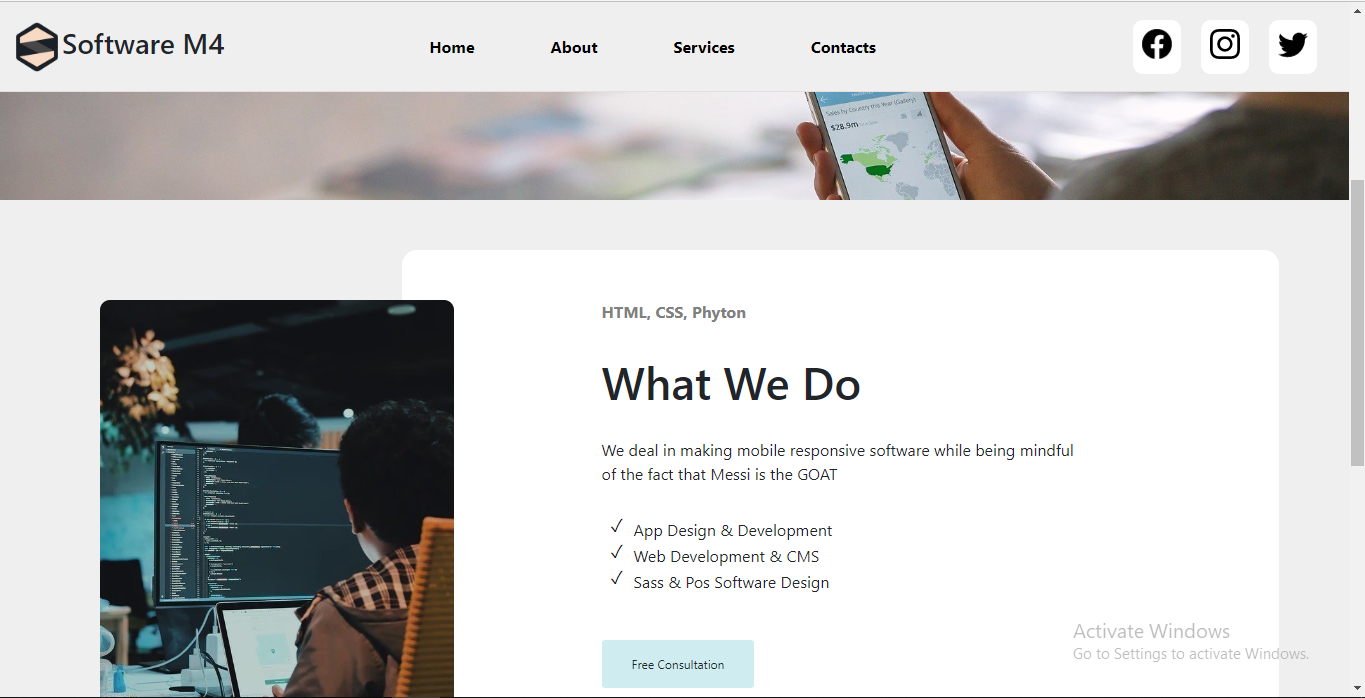 Software M4
Home
About
Services
Contacts
Sales by Country this Year (Gallery)
$28.9m
HTML, CSS, Phyton
What We Do
We deal in making mobile responsive software while being mindful
of the fact that Messi is the GOAT
App Design & Development
Web Development & CMS
Sass & Pos Software Design
Free Consultation
Activate Windows
Go to Settings to activate Windows.